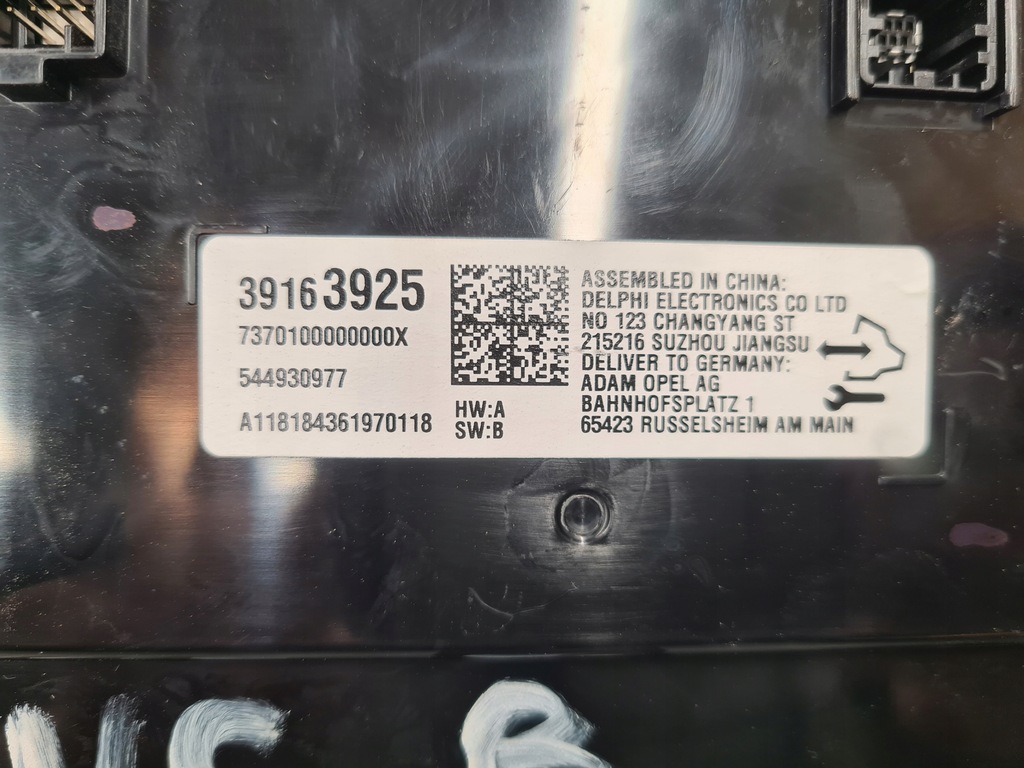 39163925
7370100000000X
544930977
A118184361970118
HW:A
SW:B
ASSEMBLED IN CHINA:
DELPHI ELECTRONICS CO LTD
NO 123 CHANGYANG ST
215216 SUZHOU JIANGSU
DELIVER TO GERMANY:
ADAM OPEL AG
BAHNHOFSPLATZ 1
65423 RUSSELSHEIM AM MAIN